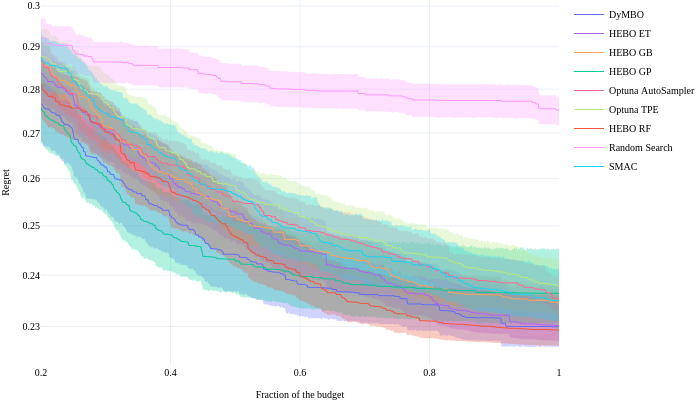 0.3
0.29
0.28
0.27
0.26
0.25
0.24
0.23
Regret
0.2
0.4
0.6
0.8
1
Fraction of the budget
DyMBO
HEBO ET
HEBO GB
HEBO GP
Optuna AutoSampler
Optuna TPE
HEBO RF
Random Search
SMAC